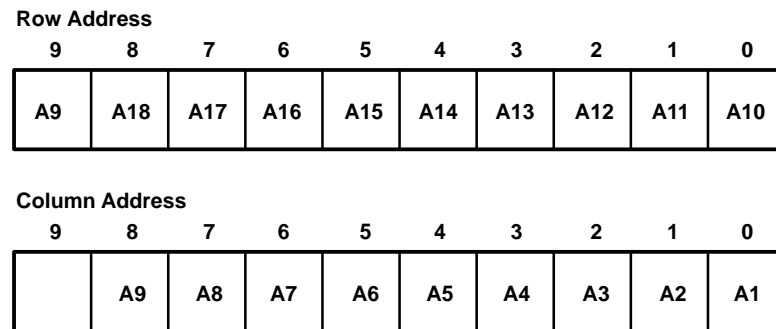 Row Address
9 8 7 6 5 4 3 2 1 0
A9 A18 A17 A16 A15 A14 A13 A12 A11 A10
Column Address
9 8 7 6 5 4 3 2 1 0
A9 A8 A7 A6 A5 A4 A3 A2 A1